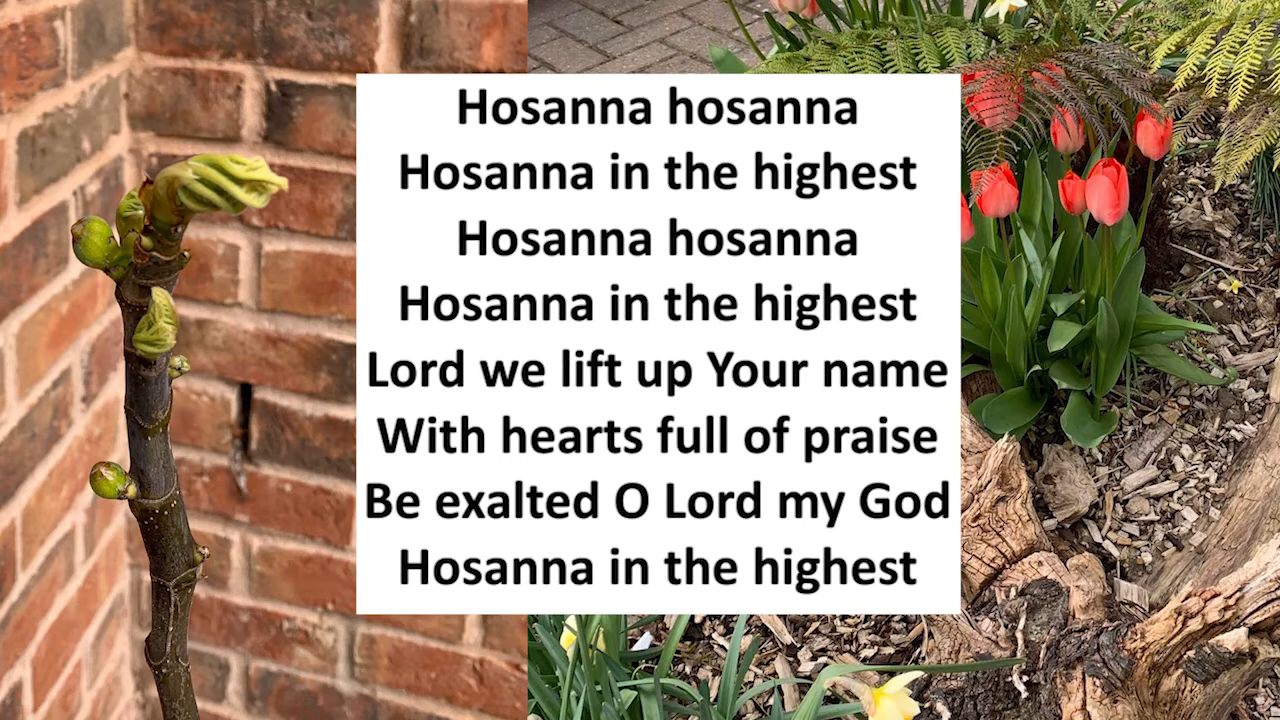 Hosanna hosanna
Hosanna in the highest
Hosanna hosanna
Hosanna in the highest
Lord we lift up Your name
With hearts full of praise
Be exalted O Lord my God
Hosanna in the highest